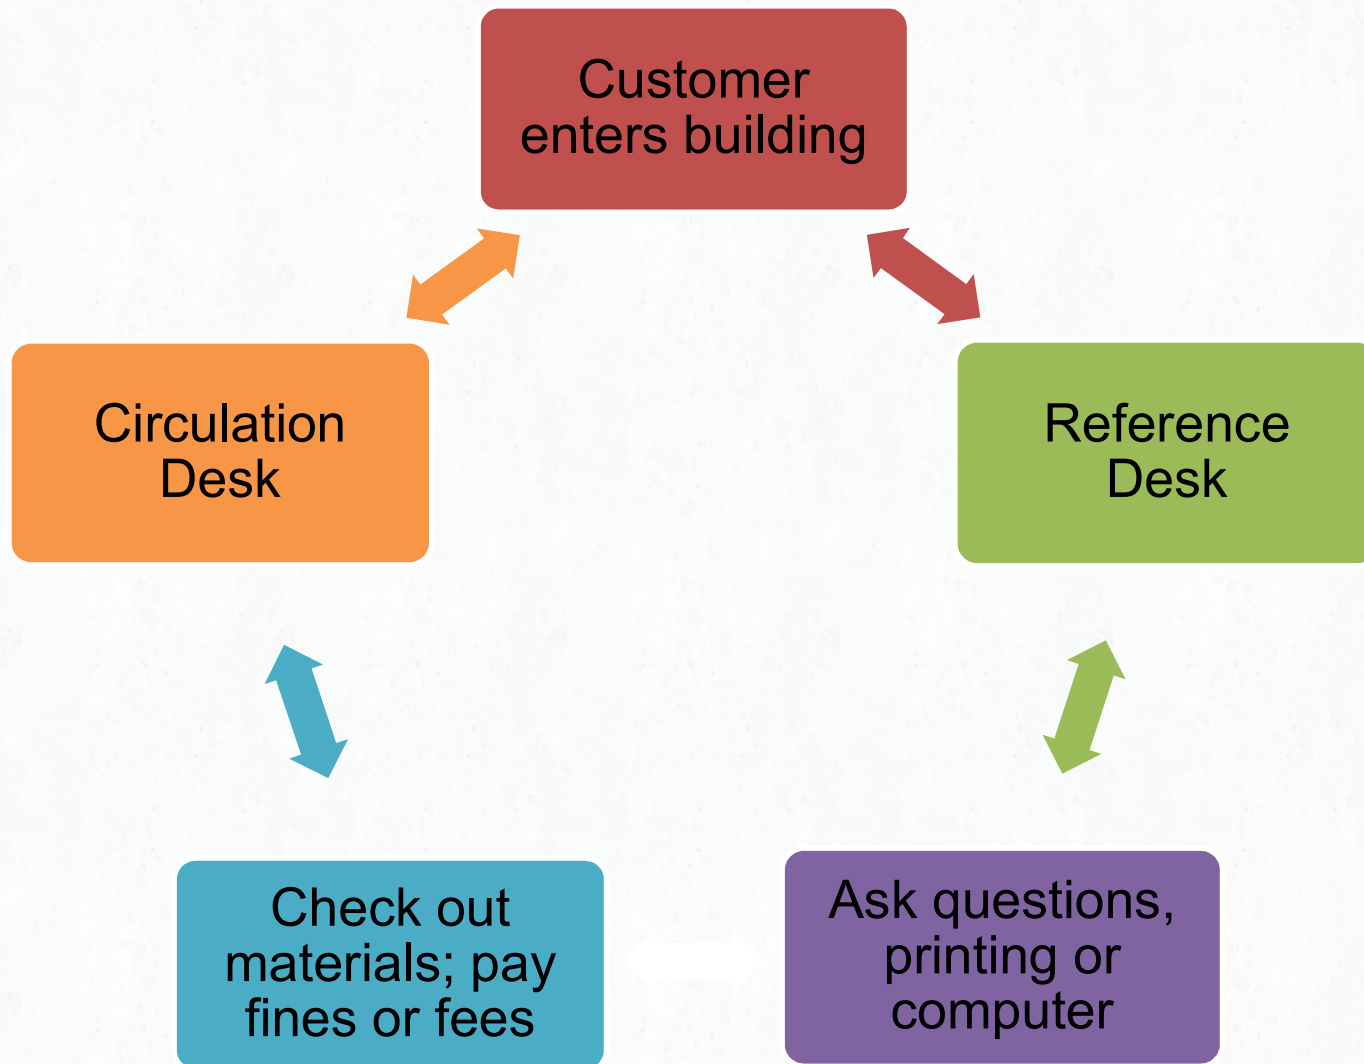 Customer
enters building
Circulation
Desk
Reference
Desk
Check out
materials; pay
fines or fees
Ask questions,
printing or
computer